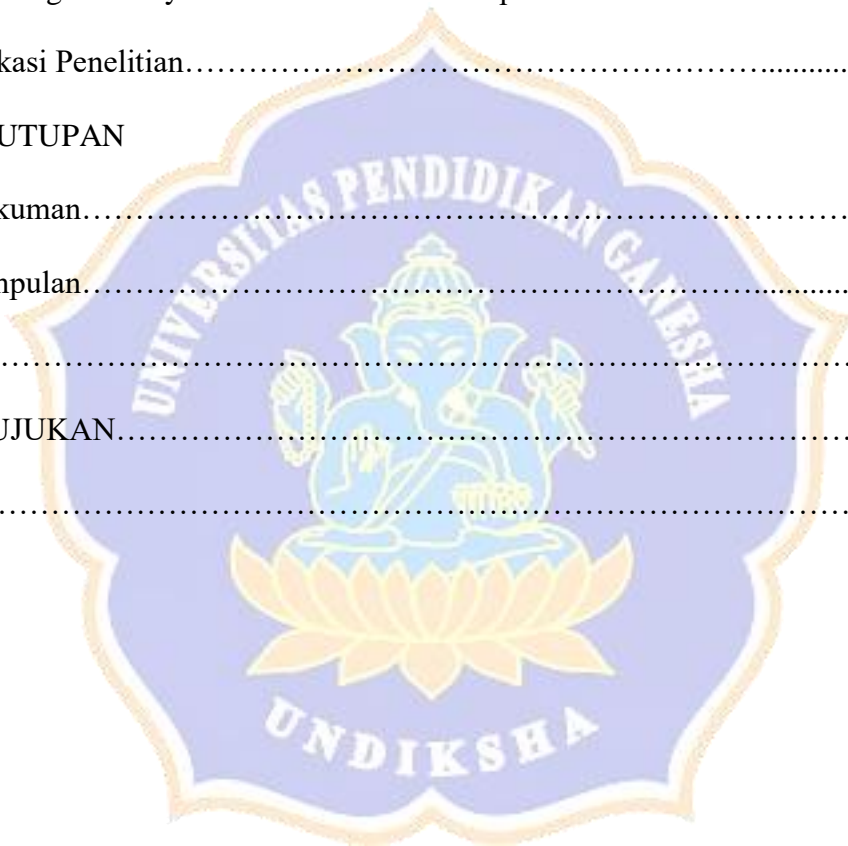 kasi Penelitian……………………………………………………………............
UTUPAN
kuman………………………………………………………………………….
npulan……………………………………………………………............
………………………………………………………………………………….
UJUKAN……………………………………………………………………….
………………………………………………………………………………….
UNIVERSITAS PENDIDIKAN GANESHA
UNDIKSHA